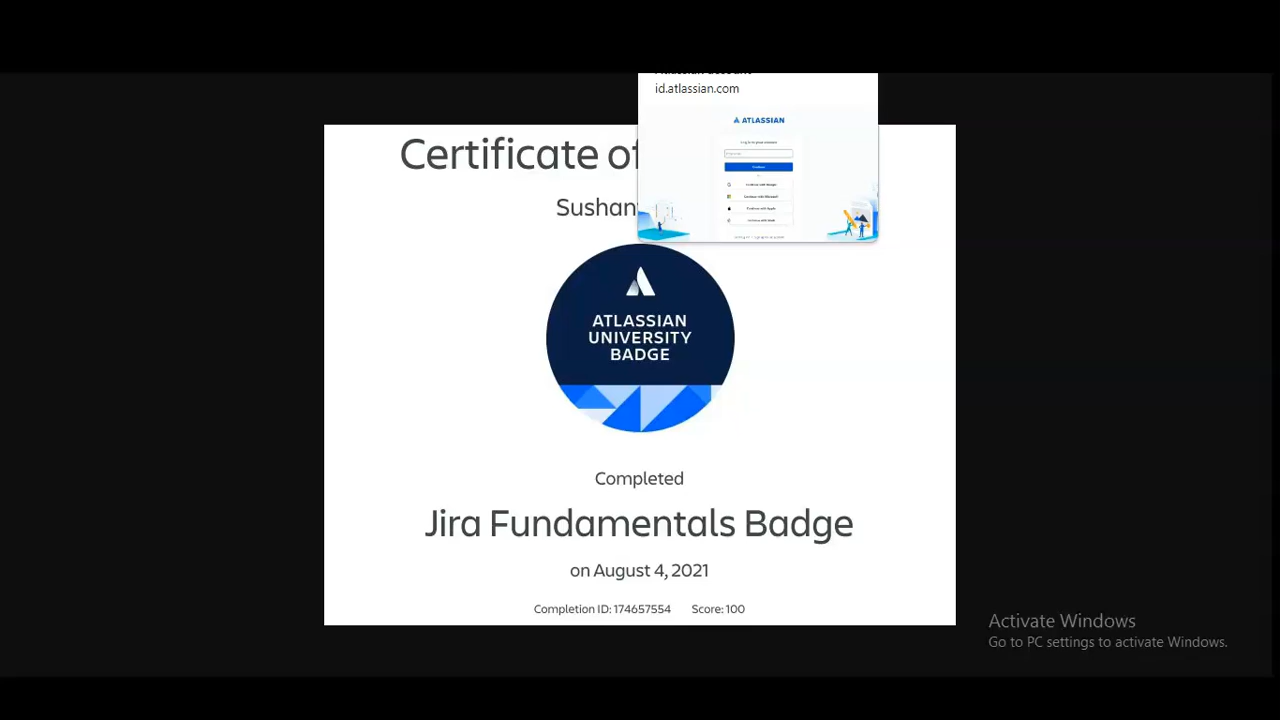 id.atlassian.com
ATLASSIAN
Certificate of
Sushan
ATLASSIAN
UNIVERSITY
BADGE
Completed
Jira Fundamentals Badge
on August 4, 2021
Completion ID: 174657554 Score: 100
Activate Windows
Go to PC settings to activate Windows.